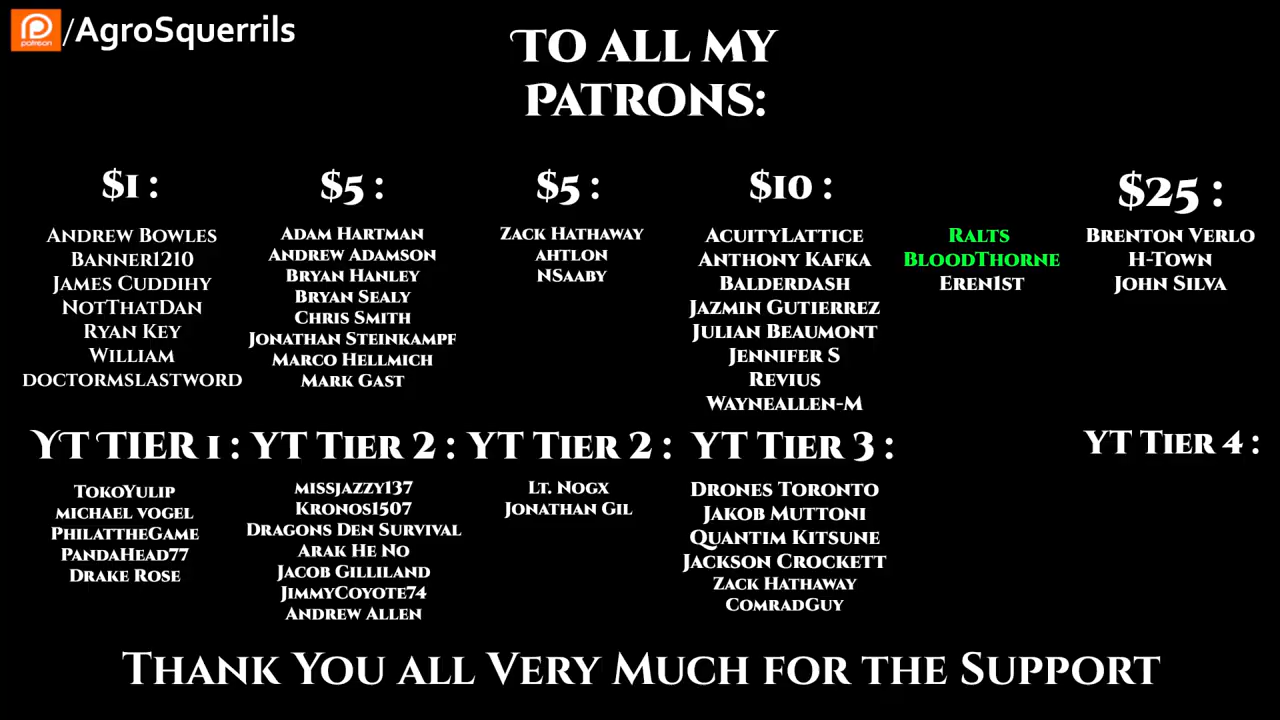 patreon
/AgroSquerrils
To all my
Patrons:
$1 :
Andrew Bowles
Banner1210
James Cuddihy
NotThatDan
Ryan Key
William
doctormslastword
$5 :
Adam Hartman
Andrew Adamson
Bryan Hanley
Bryan Sealy
Chris Smith
Jonathan Steinkampf
Marco Hellmich
Mark Gast
$5 :
Zack Hathaway
ahtlon
NSaaby
$10 :
AcuityLattice
Anthony Kafka
Balderdash
Jazmin Gutierrez
Julian Beaumont
Jennifer S
Revius
Wayneallen-M
Ralts
BloodThorne
Eren1st
$25 :
Brenton Verlo
H-Town
John Silva
YT Tier 1 :
TokoYulip
michael vogel
PhilattheGame
PandaHead77
Drake Rose
YT Tier 2 :
missjazzy137
Kronos1507
Dragons Den Survival
Arak He No
Jacob Gilliland
JimmyCoyote74
Andrew Allen
YT Tier 2 :
Lt. Nogx
Jonathan Gil
YT Tier 3 :
Drones Toronto
Jakob Muttoni
Quantim Kitsune
Jackson Crockett
Zack Hathaway
ComradGuy
YT Tier 4 :
Thank You all Very Much for the Support